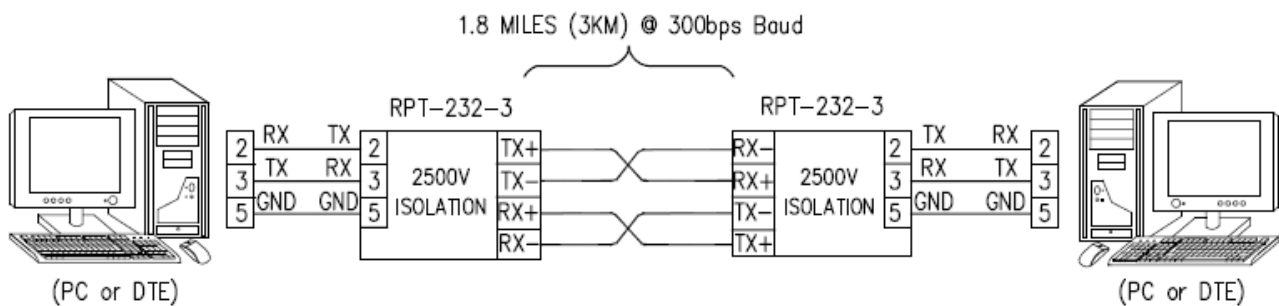 1.8 MILES (3KM) @ 300bps Baud
RPT-232-3
RPT-232-3
2 RX TX 2
3 TX RX 3
5 GND GND 5
2500V
ISOLATION
TX+
TX-
RX+
RX-
RX-
RX+
TX-
TX+
2500V
ISOLATION
2 TX RX 2
3 RX TX 3
5 GND GND 5
(PC or DTE)
(PC or DTE)